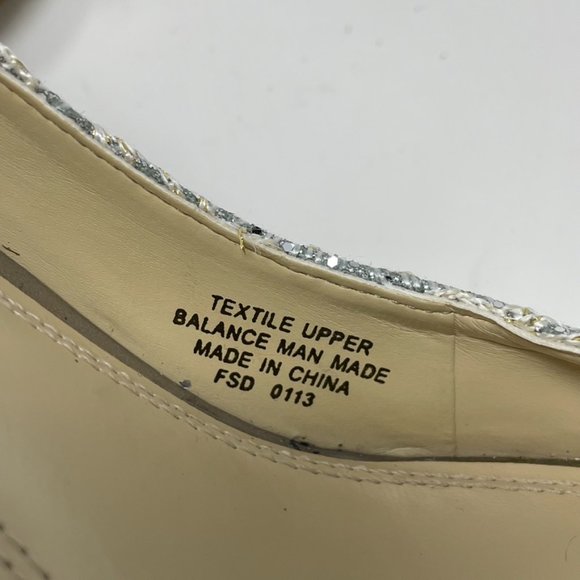 TEXTILE UPPER
BALANCE MAN MADE
MADE IN CHINA
FSD 0113